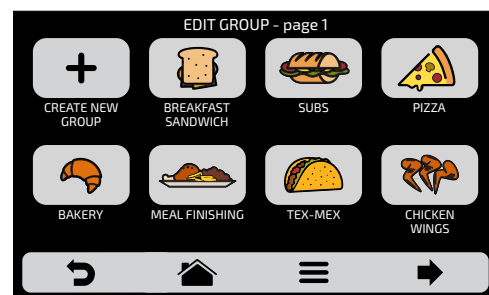 EDIT GROUP - page 1
CREATE NEW
GROUP
BREAKFAST
SANDWICH
SUBS
PIZZA
BAKERY
MEAL FINISHING
TEX-MEX
CHICKEN
WINGS